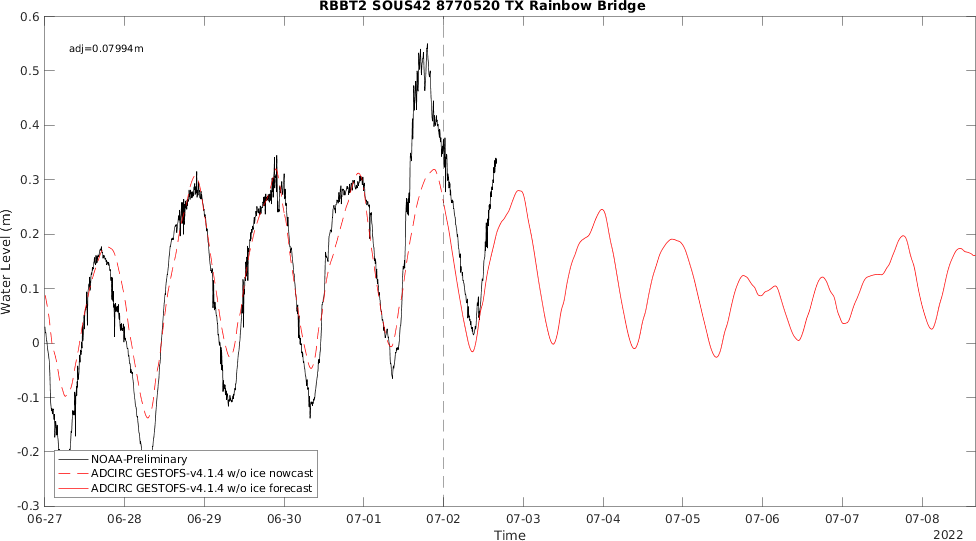 RBBT2 SOUS42 8770520 TX Rainbow Bridge
adj=0.07994m
0.6
0.5
0.4
0.3
0.2
0.1
0
-0.1
-0.2
-0.3
Water Level (m)
NOAA-Preliminary
ADCIRC GESTOFS-v4.1.4 w/o ice nowcast
ADCIRC GESTOFS-v4.1.4 w/o ice forecast
06-27 06-28 06-29 06-30 07-01 07-02 07-03 07-04 07-05 07-06 07-07 07-08
Time
2022